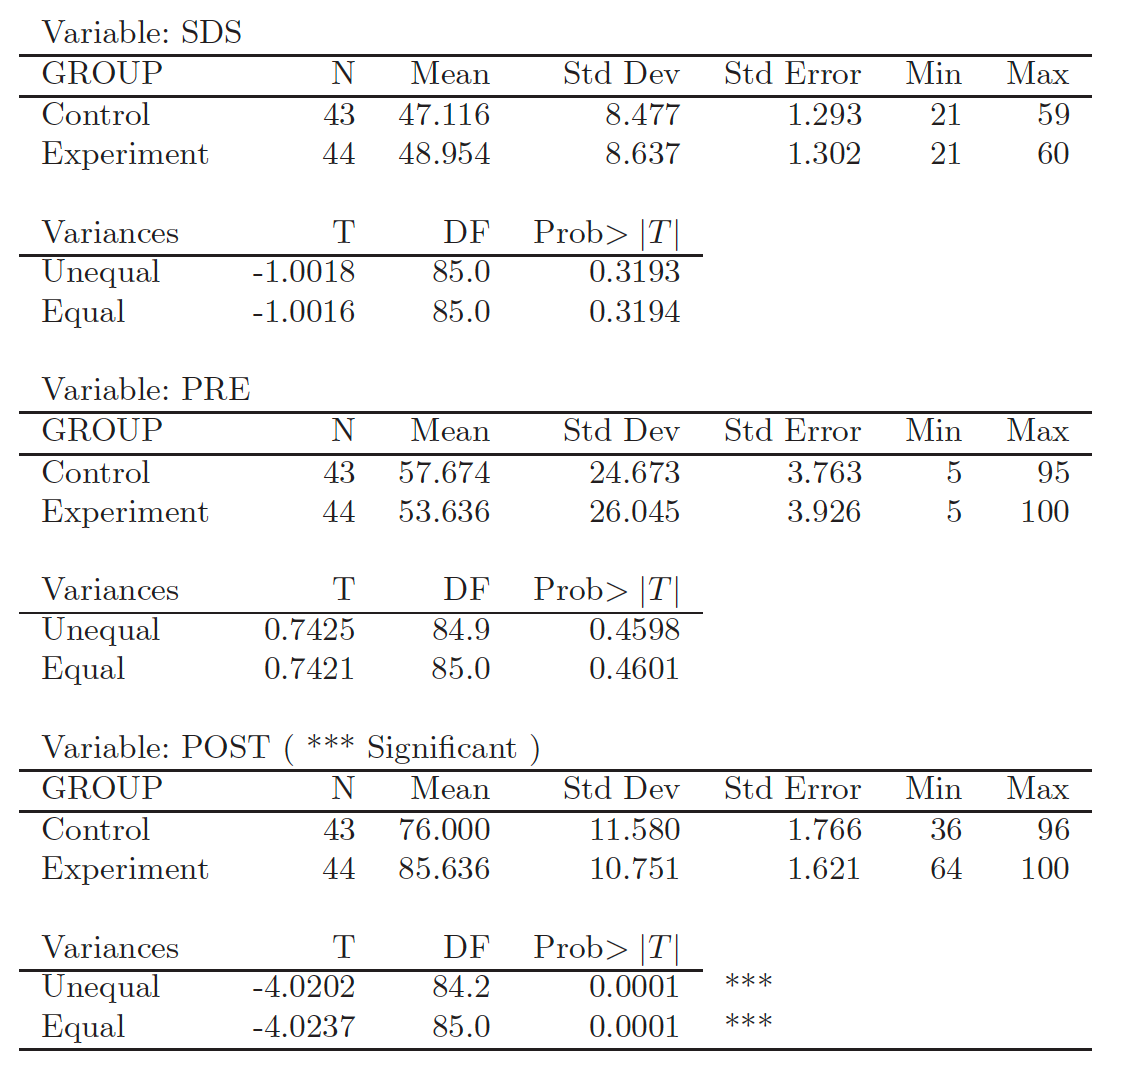 Variable: SDS
GROUP N Mean Std Dev Std Error Min Max
Control 43 47.116 8.477 1.293 21 59
Experiment 44 48.954 8.637 1.302 21 60
Variances T DF Prob> |T|
Unequal -1.0018 85.0 0.3193
Equal -1.0016 85.0 0.3194
Variable: PRE
GROUP N Mean Std Dev Std Error Min Max
Control 43 57.674 24.673 3.763 5 95
Experiment 44 53.636 26.045 3.926 5 100
Variances T DF Prob> |T|
Unequal 0.7425 84.9 0.4598
Equal 0.7421 85.0 0.4601
Variable: POST ( *** Significant )
GROUP N Mean Std Dev Std Error Min Max
Control 43 76.000 11.580 1.766 36 96
Experiment 44 85.636 10.751 1.621 64 100
Variances T DF Prob> |T|
Unequal -4.0202 84.2 0.0001 ***
Equal -4.0237 85.0 0.0001 ***